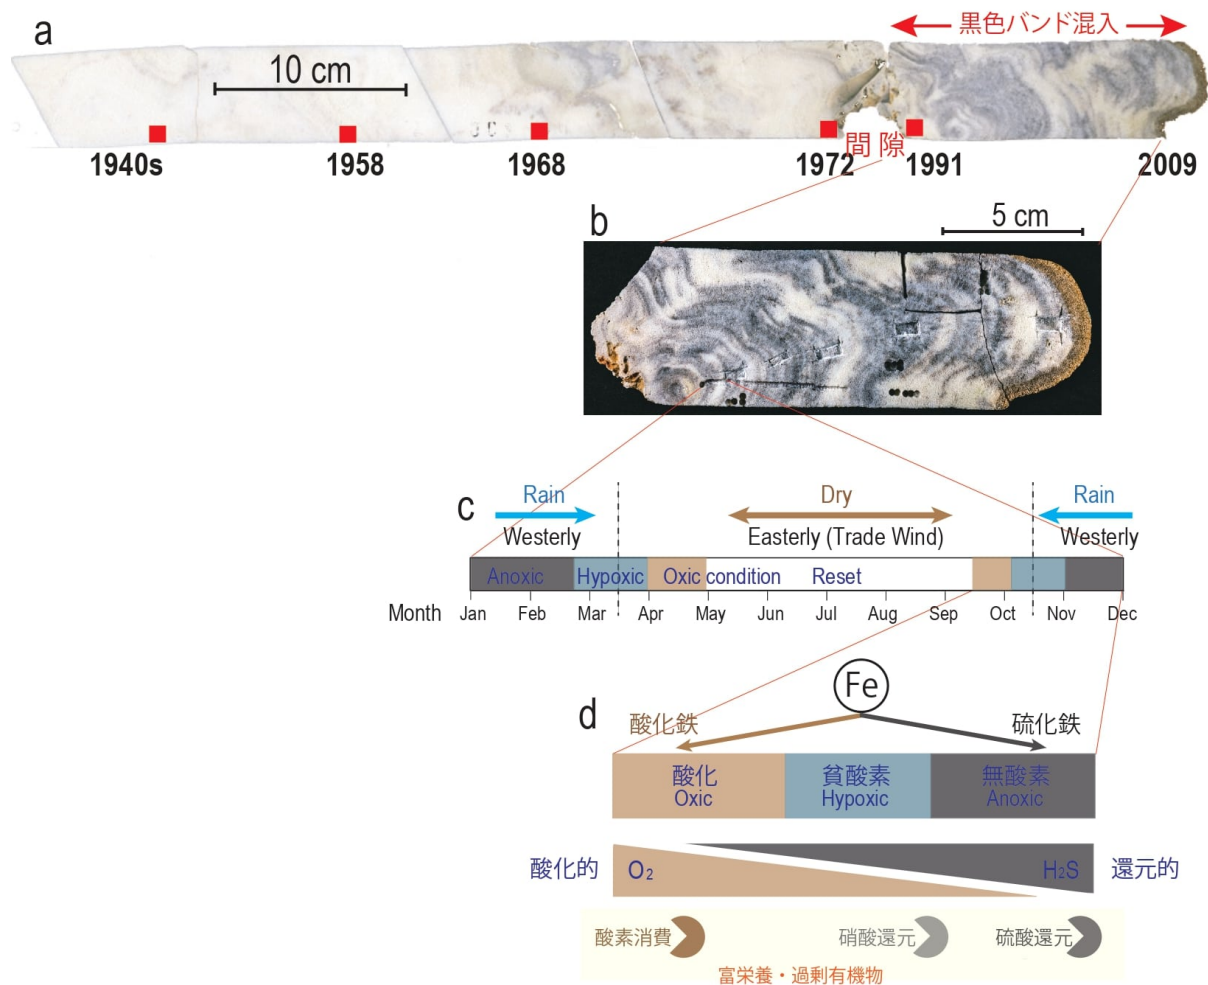 a
黒色バンド混入
10 cm
間隙
1940s
1958
1968
1972
1991
2009
b
5 cm
c
Rain
Dry
Rain
Westerly
Easterly (Trade Wind)
Westerly
Anoxic
Hypoxic
Oxic condition
Reset
Month
Jan
Feb
Mar
Apr
May
Jun
Jul
Aug
Sep
Oct
Nov
Dec
d
Fe
酸化鉄
硫化鉄
酸化
Oxic
貧酸素
Hypoxic
無酸素
Anoxic
酸化的
O2
H2S
還元的
酸素消費
硝酸還元
硫酸還元
富栄養・過剰有機物